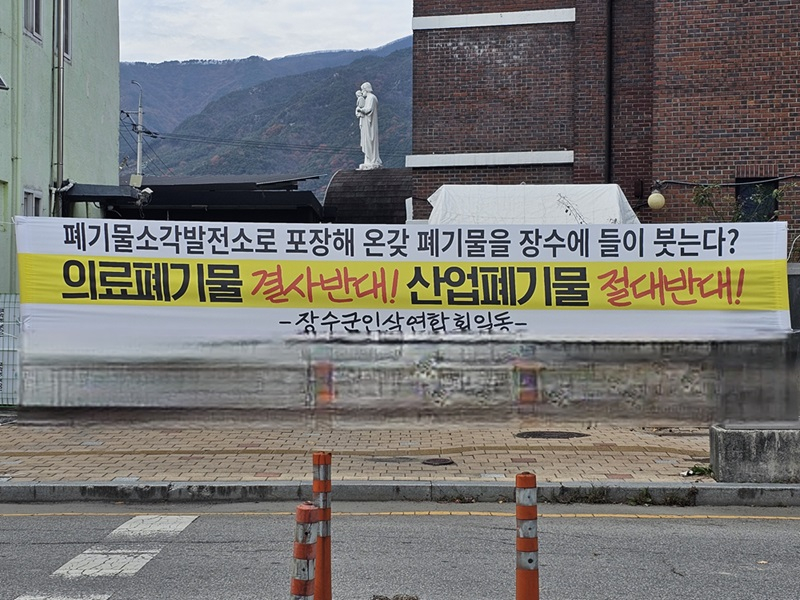 폐기물소각발전소로 포장해 온갖 폐기물을 장수에 들이 붓는다?
의료폐기물 결사반대! 산업폐기물 절대반대!
-장수군인삼연합회일동-